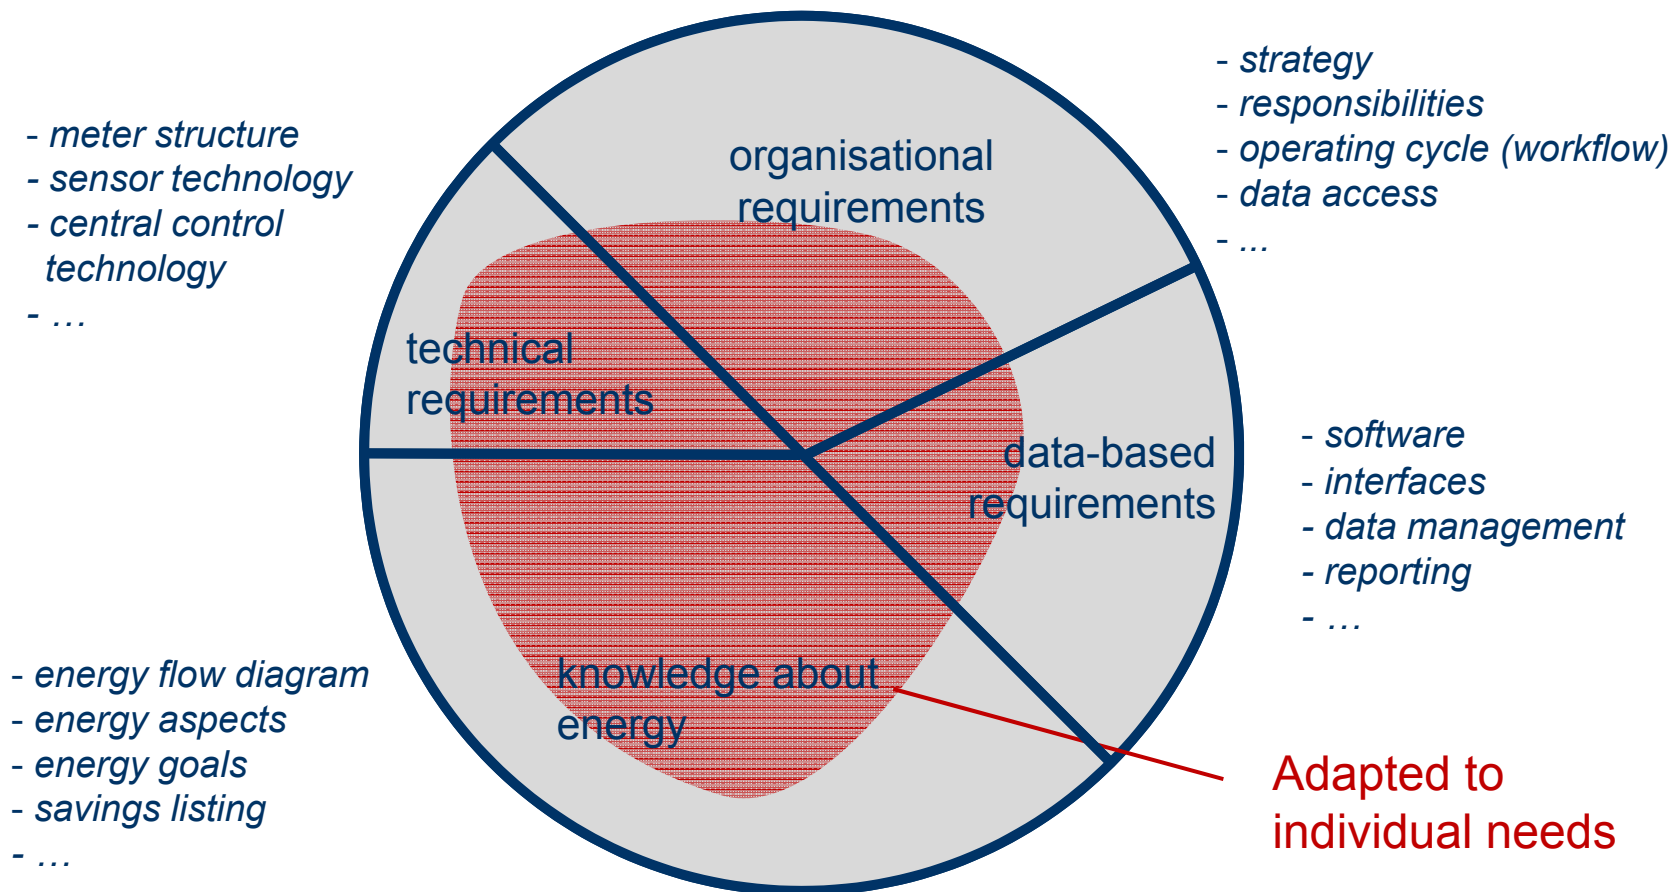 - meter structure
- sensor technology
- central control
technology
- …
organisational
requirements
- strategy
- responsibilities
- operating cycle (workflow)
- data access
- ...
technical
requirements
data-based
requirements
- software
- interfaces
- data management
- reporting
- …
- energy flow diagram
- energy aspects
- energy goals
- savings listing
- …
knowledge about
energy
Adapted to
individual needs